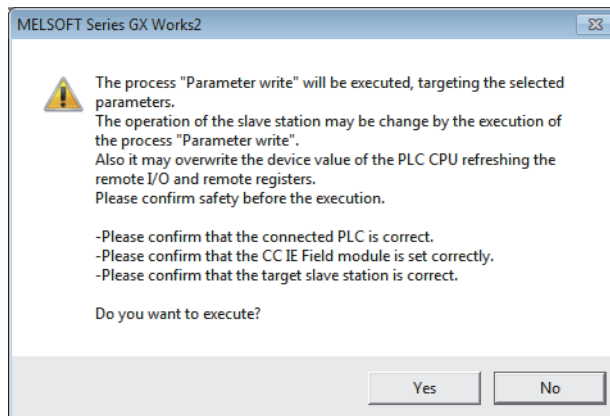 MELSOFT Series GX Works2
The process "Parameter write" will be executed, targeting the selected
parameters.
The operation of the slave station may be change by the execution of
the process "Parameter write".
Also it may overwrite the device value of the PLC CPU refreshing the
remote I/O and remote registers.
Please confirm safety before the execution.
-Please confirm that the connected PLC is correct.
-Please confirm that the CC IE Field module is set correctly.
-Please confirm that the target slave station is correct.
Do you want to execute?
Yes
No